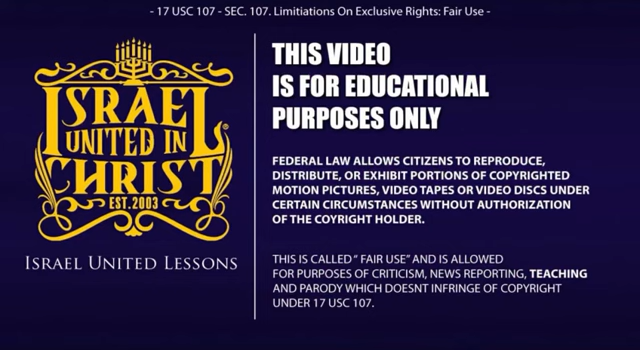 - 17 USC 107 - SEC. 107. Limitiations On Exclusive Rights: Fair Use -
ISRAEL
UNITED IN
CHRIST
EST.2003
ISRAEL UNITED LESSONS
THIS VIDEO
IS FOR EDUCATIONAL
PURPOSES ONLY
FEDERAL LAW ALLOWS CITIZENS TO REPRODUCE,
DISTRIBUTE, OR EXHIBIT PORTIONS OF COPYRIGHTED
MOTION PICTURES, VIDEO TAPES OR VIDEO DISCS UNDER
CERTAIN CIRCUMSTANCES WITHOUT AUTHORIZATION
OF THE COYRIGHT HOLDER.
THIS IS CALLED " FAIR USE" AND IS ALLOWED
FOR PURPOSES OF CRITICISM, NEWS REPORTING, TEACHING
AND PARODY WHICH DOESNT INFRINGE OF COPYRIGHT
UNDER 17 USC 107.